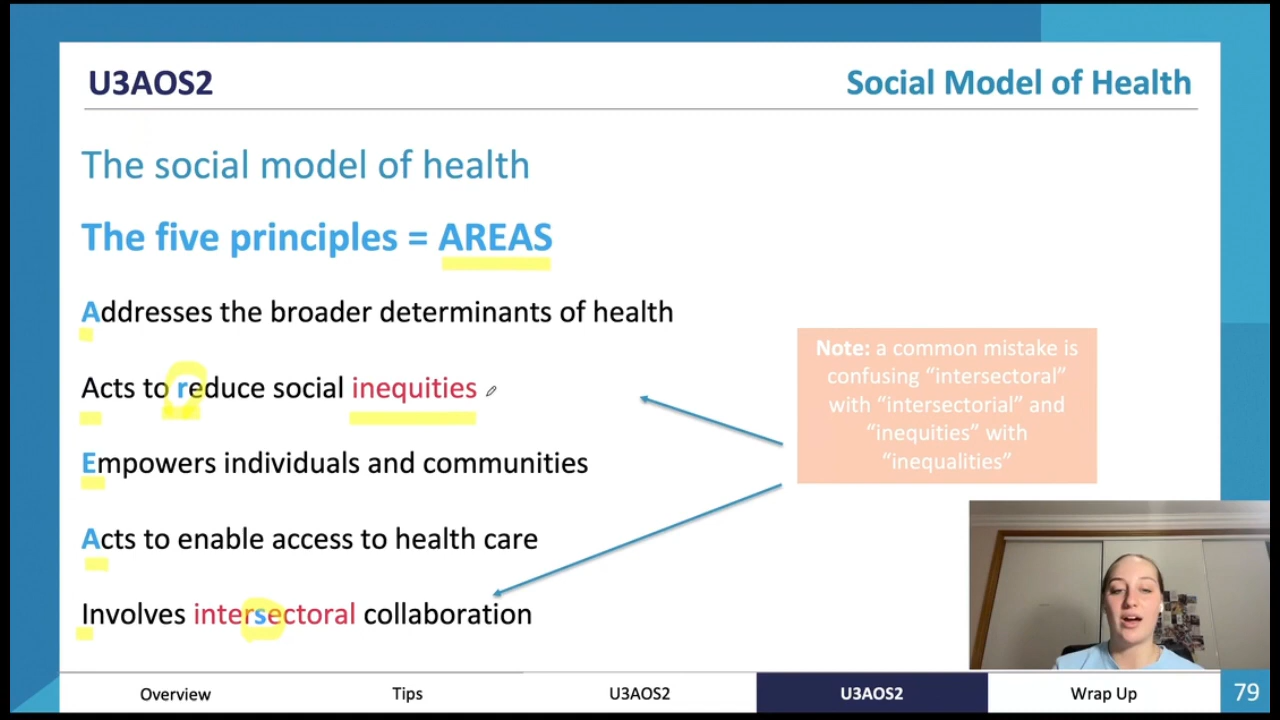 U3AOS2
Social Model of Health
The social model of health
The five principles = AREAS
Addresses the broader determinants of health
Acts to reduce social inequities
Empowers individuals and communities
Acts to enable access to health care
Involves intersectoral collaboration
Note: a common mistake is
confusing “intersectoral”
with “intersectorial” and
“inequities” with
“inequalities”
Overview
Tips
U3AOS2
U3AOS2
Wrap Up
79